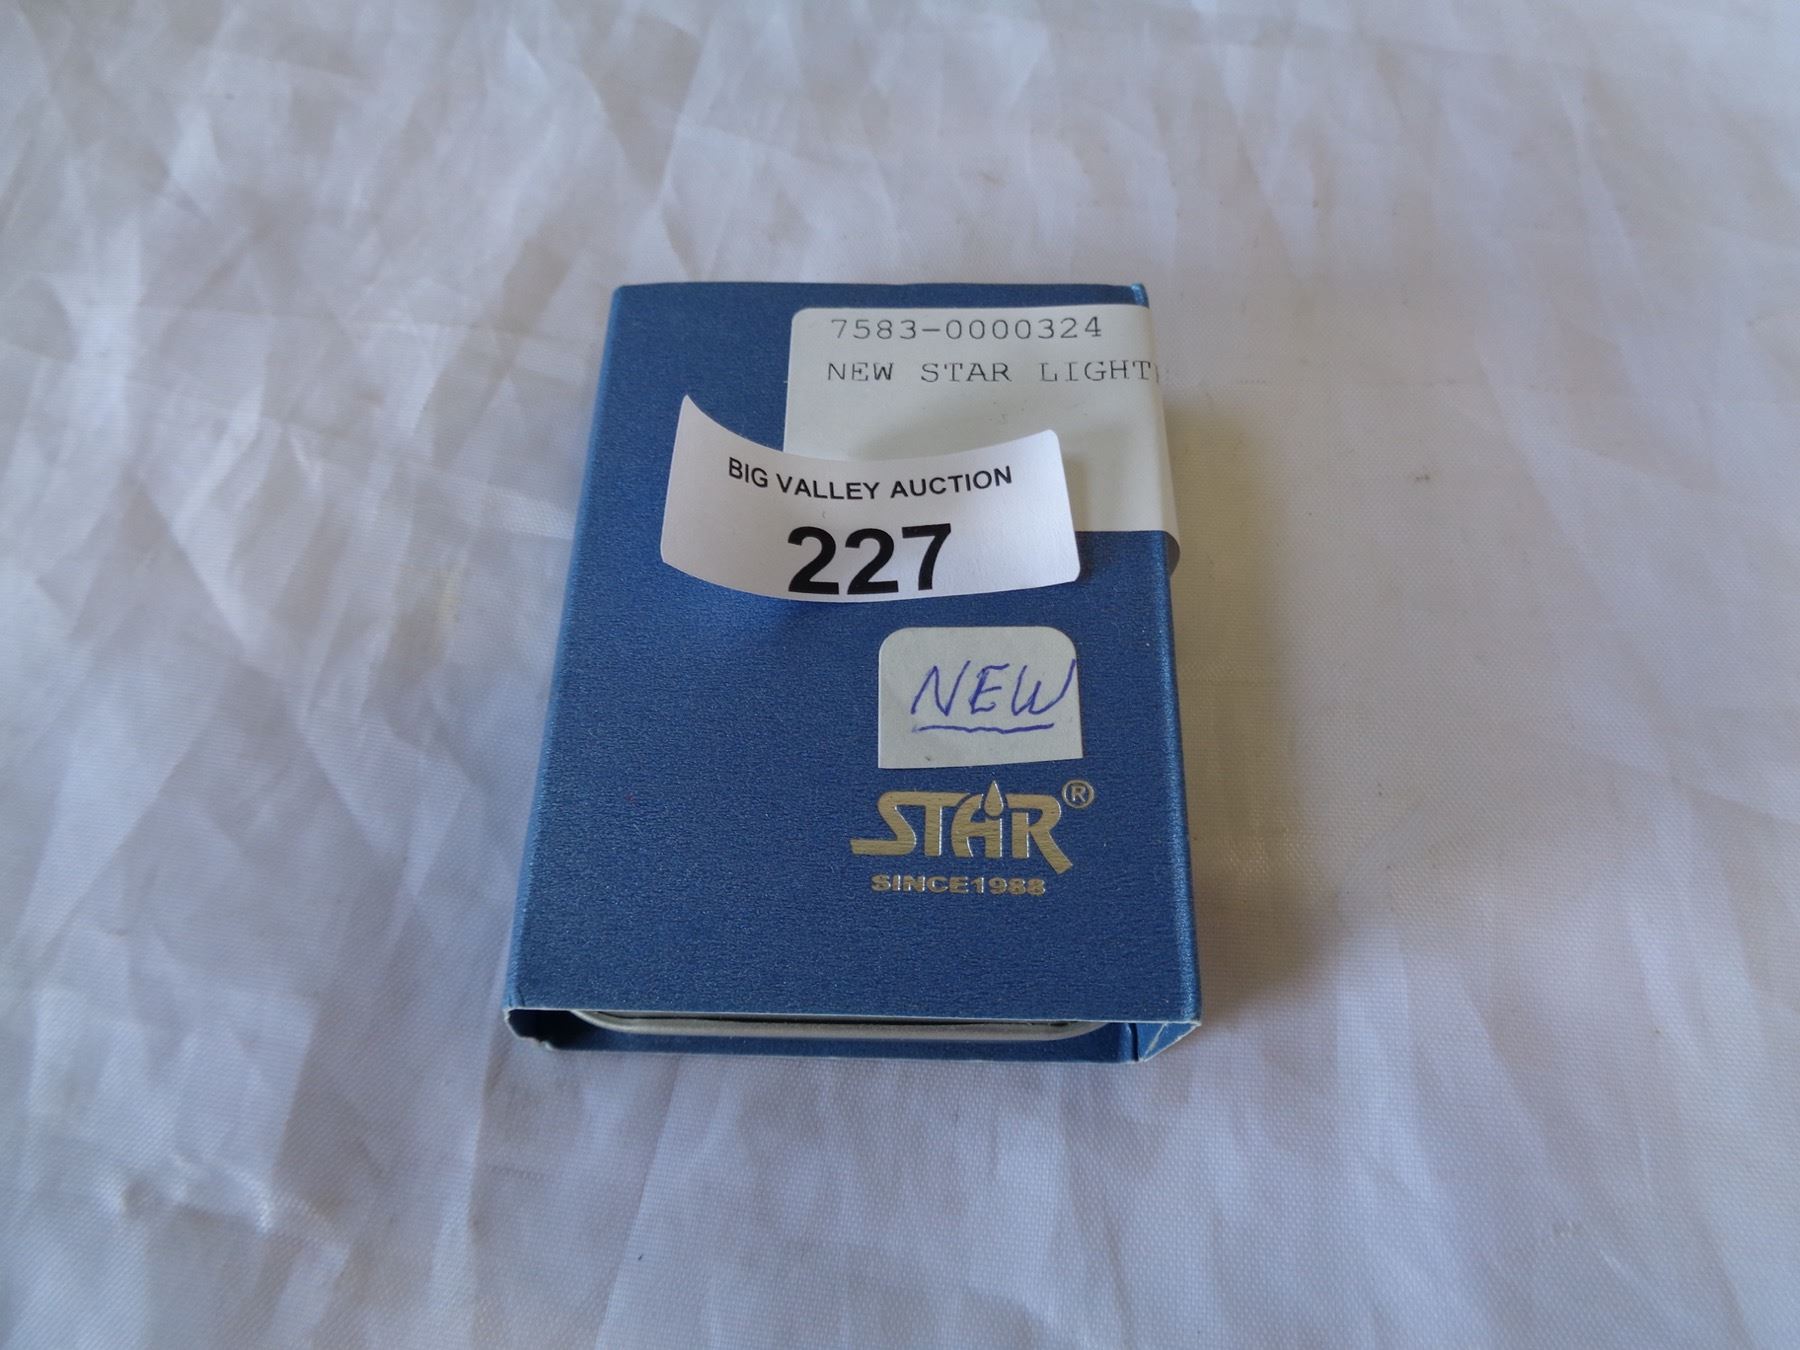 7583-0000324
NEW STAR LIGHT
BIG VALLEY AUCTION
227
NEW
STAR®
SINCE1988